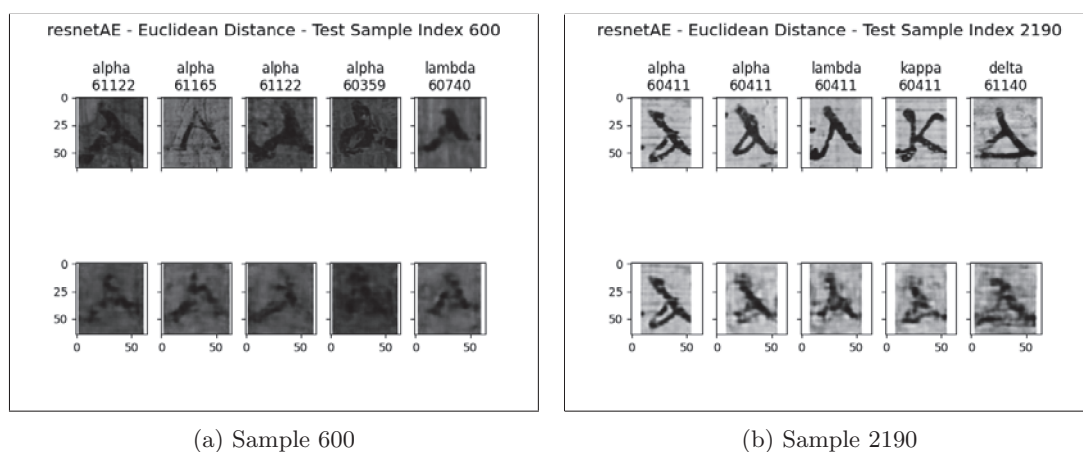 resnetAE - Euclidean Distance - Test Sample Index 600
alpha alpha alpha alpha lambda
61122 61165 61122 60359 60740
0
25
50
0
25
50
0 50 0 50 0 50 0 50 0 50
(a) Sample 600
resnetAE - Euclidean Distance - Test Sample Index 2190
alpha alpha lambda kappa delta
60411 60411 60411 60411 61140
0
25
50
0
25
50
0 50 0 50 0 50 0 50 0 50
(b) Sample 2190